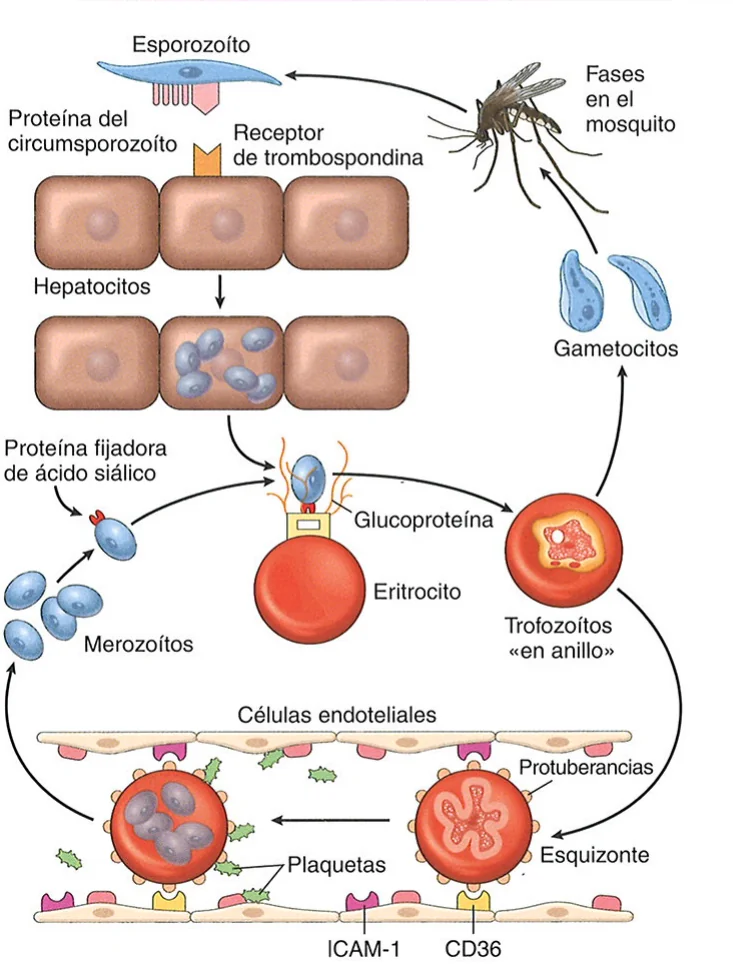 Esporozoíto
Fases
en el
mosquito
Proteína del
circumsporozoíto
Receptor
de trombospondina
Hepatocitos
Gametocitos
Proteína fijadora
de ácido siálico
Glucoproteína
Eritrocito
Merozoítos
Trofozoítos
«en anillo»
Células endoteliales
Protuberancias
Esquizonte
Plaquetas
ICAM-1
CD36